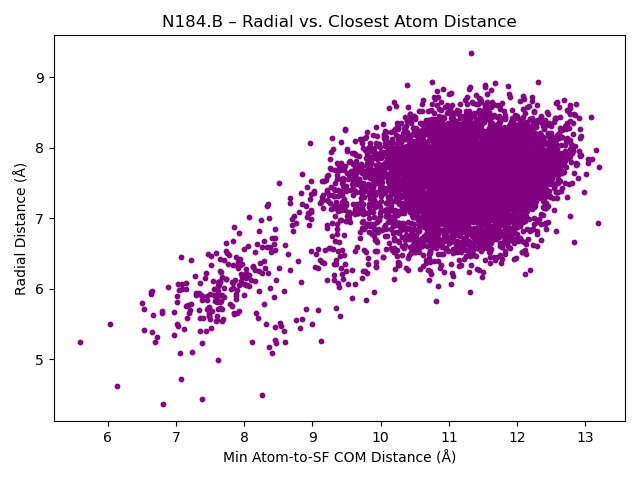 N184.B – Radial vs. Closest Atom Distance
Radial Distance (Å)
9
8
7
6
5
6 7 8 9 10 11 12 13
Min Atom-to-SF COM Distance (Å)